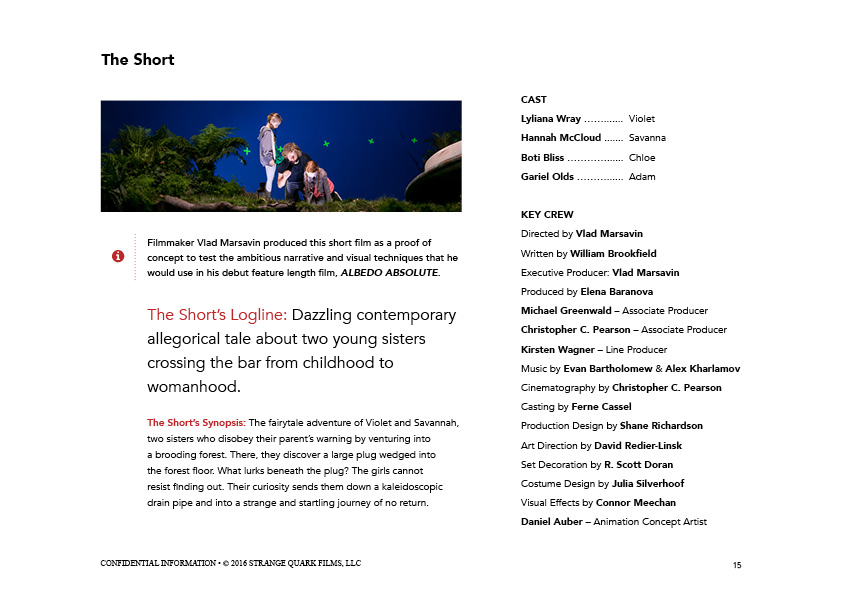 The Short
Filmmaker Vlad Marsavin produced this short film as a proof of
concept to test the ambitious narrative and visual techniques that he
would use in his debut feature length film, ALBEDO ABSOLUTE.
The Short's Logline: Dazzling contemporary
allegorical tale about two young sisters
crossing the bar from childhood to
womanhood.
The Short's Synopsis: The fairytale adventure of Violet and Savannah,
two sisters who disobey their parent's warning by venturing into
a brooding forest. There, they discover a large plug wedged into
the forest floor. What lurks beneath the plug? The girls cannot
resist finding out. Their curiosity sends them down a kaleidoscopic
drain pipe and into a strange and startling journey of no return.
CAST
Lyliana Wray ............. Violet
Hannah McCloud ....... Savanna
Boti Bliss .................. Chloe
Gariel Olds ............... Adam
KEY CREW
Directed by Vlad Marsavin
Written by William Brookfield
Executive Producer: Vlad Marsavin
Produced by Elena Baranova
Michael Greenwald – Associate Producer
Christopher C. Pearson – Associate Producer
Kirsten Wagner – Line Producer
Music by Evan Bartholomew & Alex Kharlamov
Cinematography by Christopher C. Pearson
Casting by Ferne Cassel
Production Design by Shane Richardson
Art Direction by David Redier-Linsk
Set Decoration by R. Scott Doran
Costume Design by Julia Silverhoof
Visual Effects by Connor Meechan
Daniel Auber – Animation Concept Artist
CONFIDENTIAL INFORMATION • © 2016 STRANGE QUARK FILMS, LLC
15